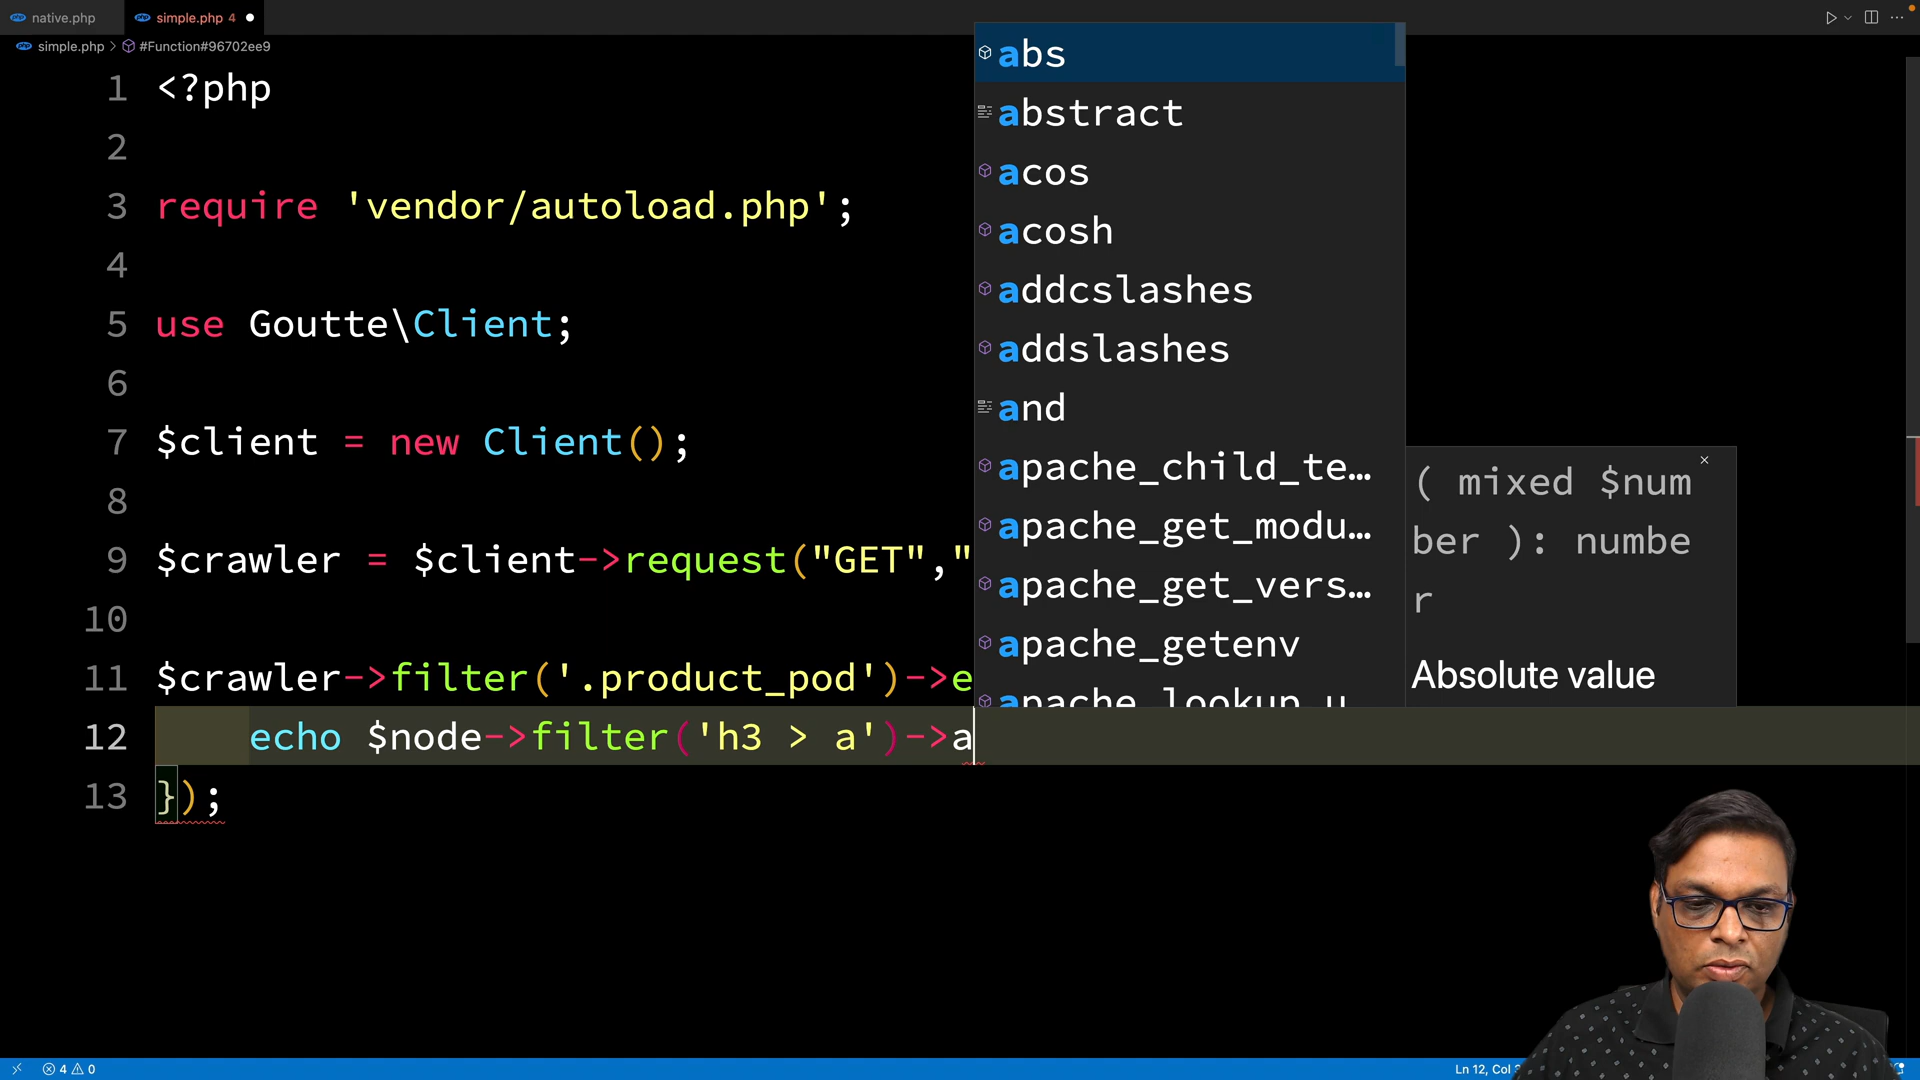 native.php
simple.php 4
simple.php > #Function#96702ee9
1 <?php
2
3 require 'vendor/autoload.php';
4
5 use Goutte\Client;
6
7 $client = new Client();
8
9 $crawler = $client->request("GET","
10
11 $crawler->filter('.product_pod')->e
12 echo $node->filter('h3 > a')->a
13 });
abs
abstract
acos
acosh
addcslashes
addslashes
and
apache_child_te…
apache_get_modu…
apache_get_vers…
apache_getenv
apache_lookup_u
( mixed $num
ber ): numbe
r
Absolute value
4 0
Ln 12, Col